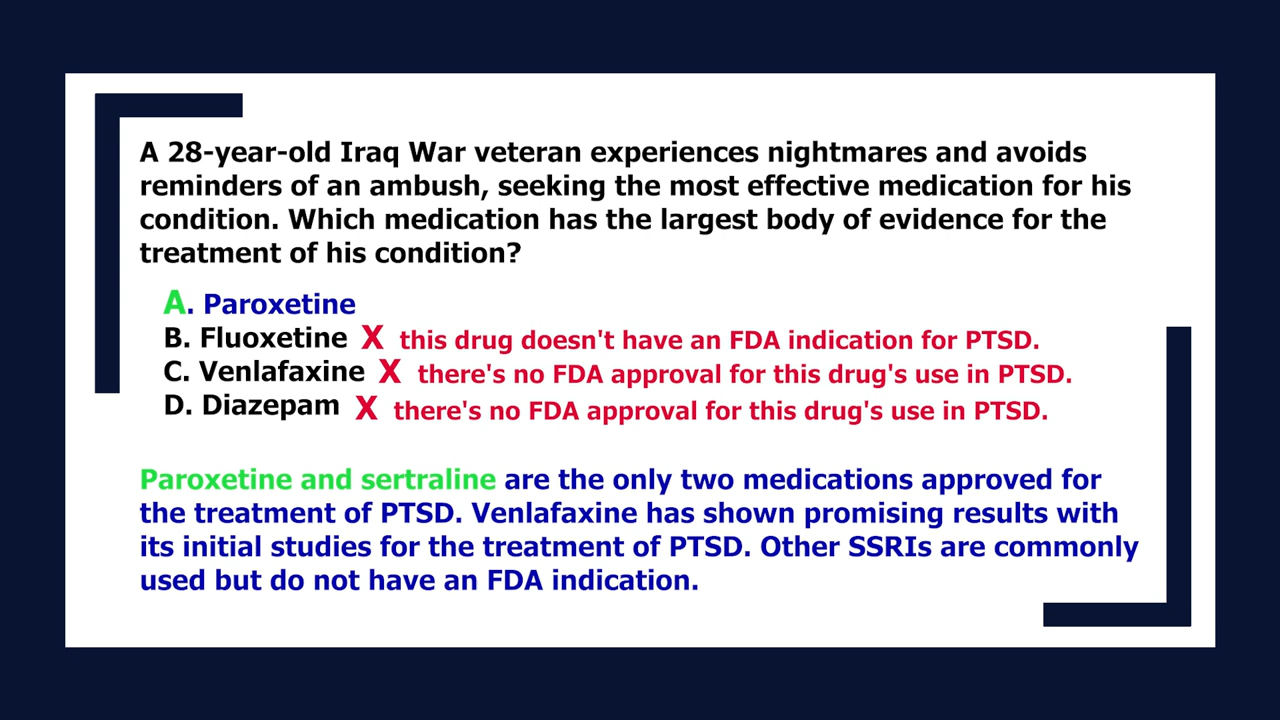 A 28-year-old Iraq War veteran experiences nightmares and avoids
reminders of an ambush, seeking the most effective medication for his
condition. Which medication has the largest body of evidence for the
treatment of his condition?
A. Paroxetine
B. Fluoxetine X this drug doesn't have an FDA indication for PTSD.
C. Venlafaxine X there's no FDA approval for this drug's use in PTSD.
D. Diazepam X there's no FDA approval for this drug's use in PTSD.
Paroxetine and sertraline are the only two medications approved for
the treatment of PTSD. Venlafaxine has shown promising results with
its initial studies for the treatment of PTSD. Other SSRIs are commonly
used but do not have an FDA indication.